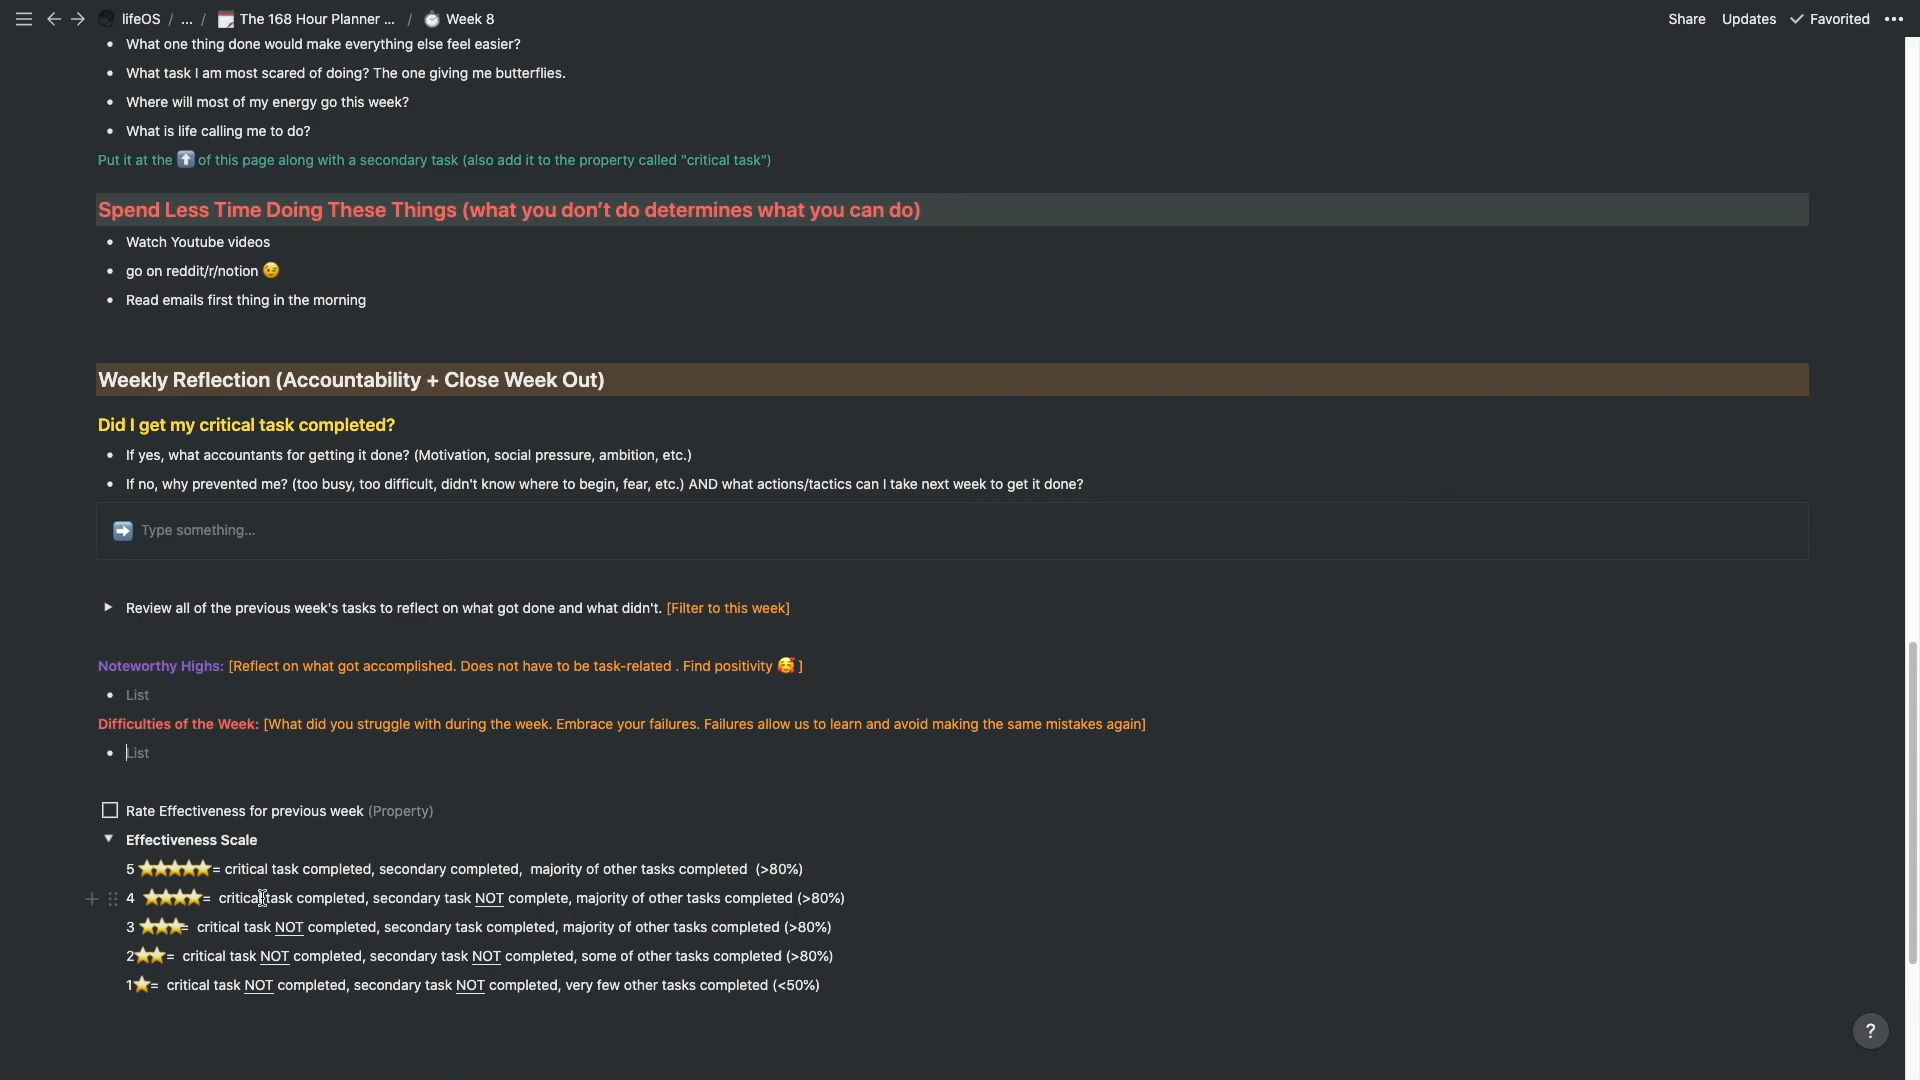 lifeOS / ... / The 168 Hour Planner ... / Week 8
Share Updates Favorited
What one thing done would make everything else feel easier?
What task I am most scared of doing? The one giving me butterflies.
Where will most of my energy go this week?
What is life calling me to do?
Put it at the ⬆️ of this page along with a secondary task (also add it to the property called "critical task")
Spend Less Time Doing These Things (what you don't do determines what you can do)
Watch Youtube videos
go on reddit/r/notion 😉
Read emails first thing in the morning
Weekly Reflection (Accountability + Close Week Out)
Did I get my critical task completed?
If yes, what accountants for getting it done? (Motivation, social pressure, ambition, etc.)
If no, why prevented me? (too busy, too difficult, didn't know where to begin, fear, etc.) AND what actions/tactics can I take next week to get it done?
➡️ Type something...
Review all of the previous week's tasks to reflect on what got done and what didn't. [Filter to this week]
Noteworthy Highs: [Reflect on what got accomplished. Does not have to be task-related . Find positivity 🥰 ]
List
Difficulties of the Week: [What did you struggle with during the week. Embrace your failures. Failures allow us to learn and avoid making the same mistakes again]
List
Rate Effectiveness for previous week (Property)
Effectiveness Scale
5 ⭐⭐⭐⭐⭐= critical task completed, secondary completed, majority of other tasks completed (>80%)
4 ⭐⭐⭐⭐= critical task completed, secondary task NOT complete, majority of other tasks completed (>80%)
3 ⭐⭐⭐= critical task NOT completed, secondary task completed, majority of other tasks completed (>80%)
2⭐⭐= critical task NOT completed, secondary task NOT completed, some of other tasks completed (>80%)
1⭐= critical task NOT completed, secondary task NOT completed, very few other tasks completed (<50%)
?